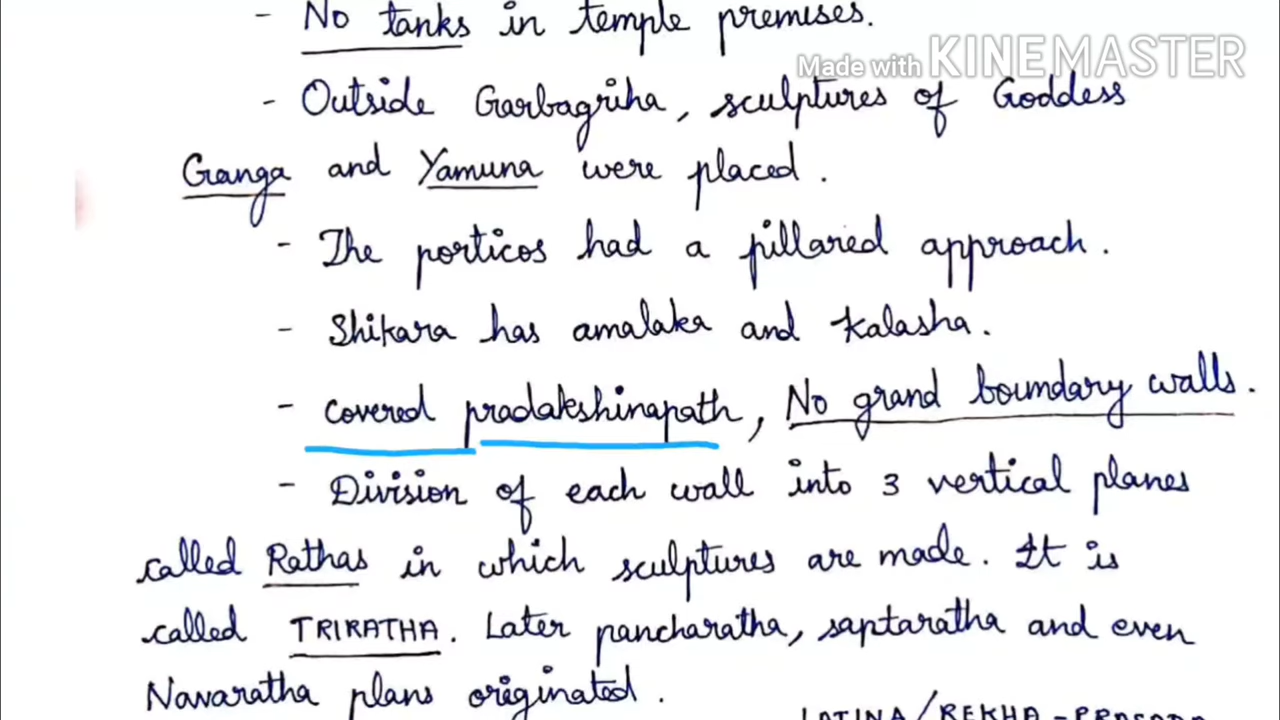 - No tanks in temple premises.
Made with KINEMASTER
- Outside Garbagriha, sculptures of Goddess
Ganga and Yamuna were placed.
- The porticos had a pillared approach.
- Shikara has amalaka and Kalasha.
- covered pradakshinapath, No grand boundary walls.
- Division of each wall into 3 vertical planes
called Rathas in which sculptures are made. It is
called TRIRATHA. Later pancharatha, saptaratha and even
Navaratha plans originated.
LATINA/REKHA-PRASADA